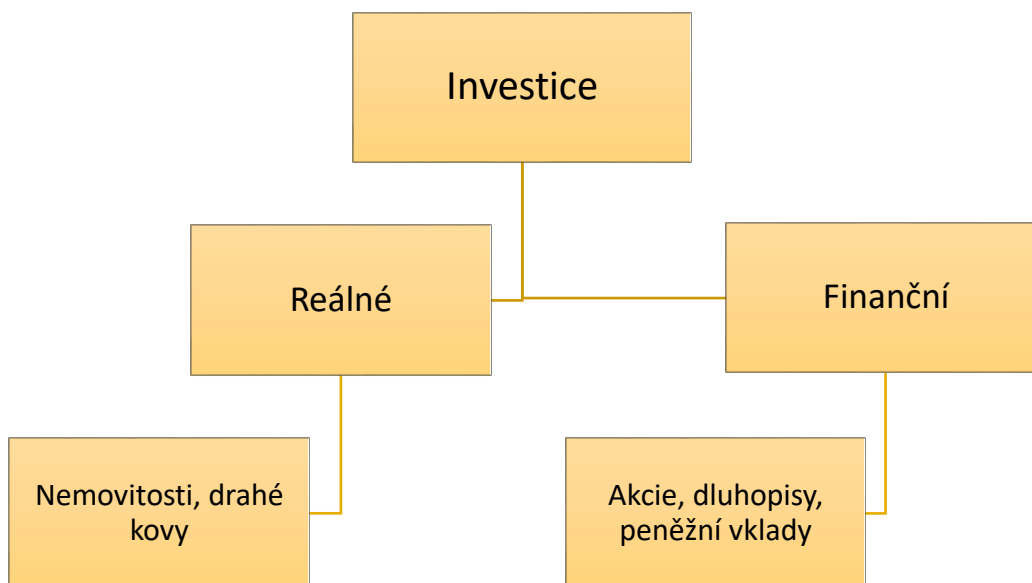 Investice
Reálné
Finanční
Nemovitosti, drahé
kovy
Akcie, dluhopisy,
peněžní vklady